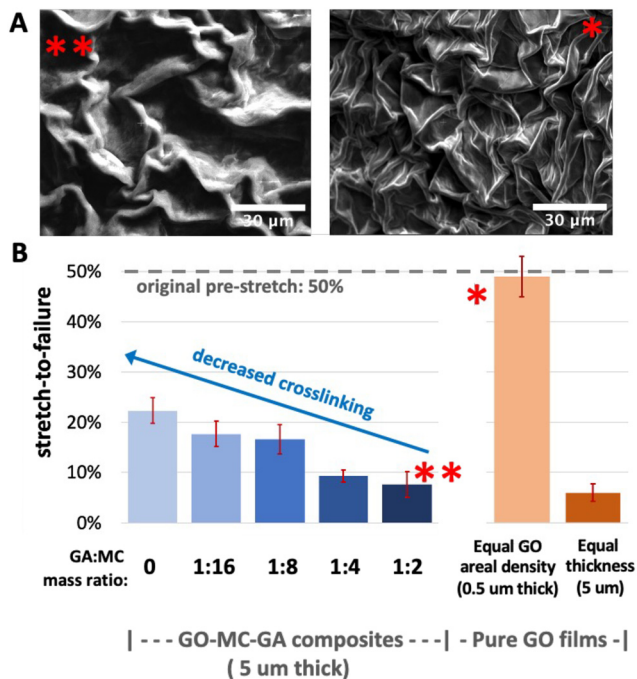 A
**
30 µm
*
30 µm
B
stretch-to-failure
50%
40%
30%
20%
10%
0%
original pre-stretch: 50%
decreased crosslinking
**
*
GA:MC
mass ratio:
0 1:16 1:8 1:4 1:2
Equal GO
areal density
(0.5 um thick)
Equal
thickness
(5 um)
| - - - GO-MC-GA composites - - - | - Pure GO films - |
( 5 um thick)